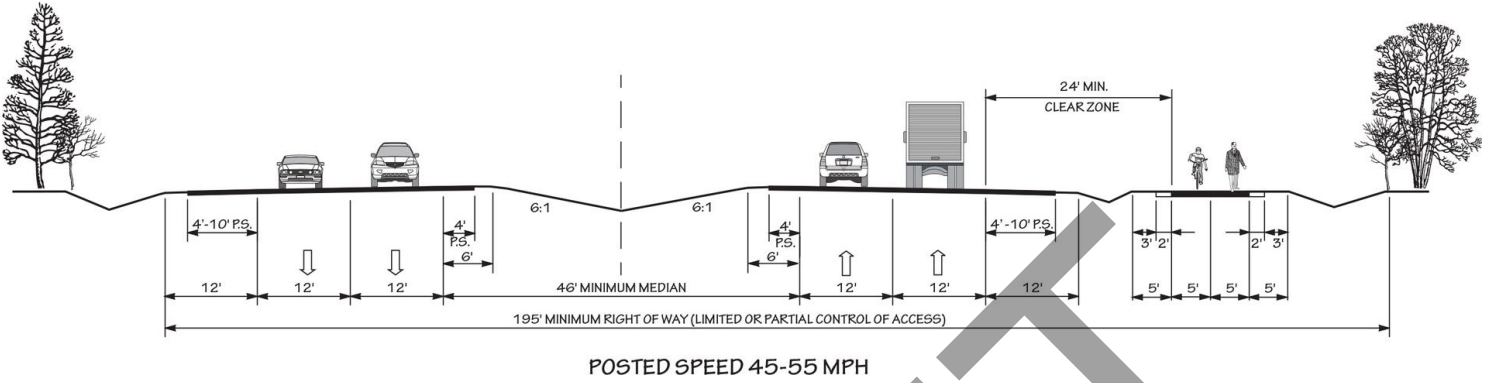 24' MIN.
CLEAR ZONE
6:1
6:1
4'-10' P.S.
4'
P.S.
6'
4'
P.S.
6'
4'-10' P.S.
3' 2'
2' 3'
12' 12' 12' 46' MINIMUM MEDIAN 12' 12' 12' 5' 5' 5' 5'
195' MINIMUM RIGHT OF WAY (LIMITED OR PARTIAL CONTROL OF ACCESS)
POSTED SPEED 45-55 MPH
T